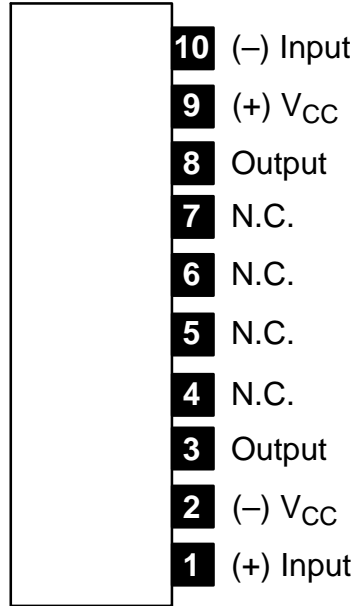 10 (–) Input
9 (+) VCC
8 Output
7 N.C.
6 N.C.
5 N.C.
4 N.C.
3 Output
2 (–) VCC
1 (+) Input